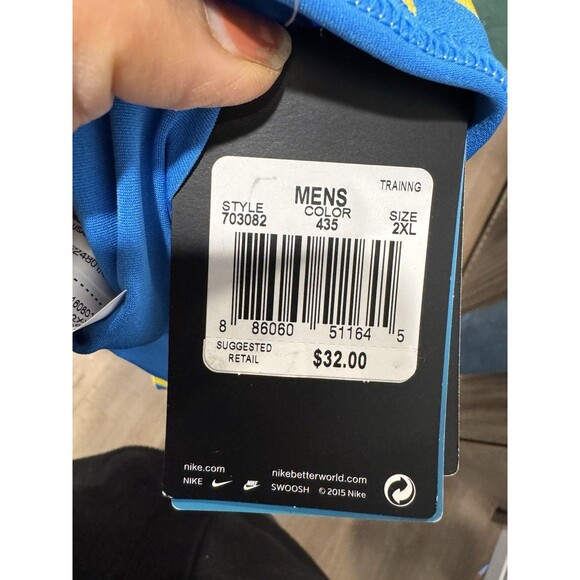 MENS TRAINNG
STYLE COLOR SIZE
703082 435 2XL
8 86060 51164 5
SUGGESTED
RETAIL $32.00
nike.com nikebetterworld.com
NIKE SWOOSH © 2015 Nike